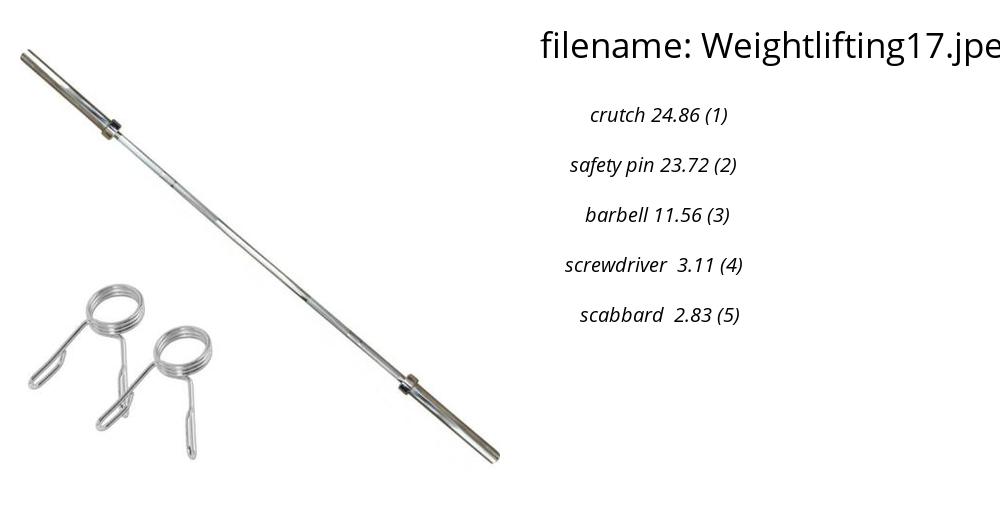 filename: Weightlifting17.jpe
crutch 24.86 (1)
safety pin 23.72 (2)
barbell 11.56 (3)
screwdriver 3.11 (4)
scabbard 2.83 (5)